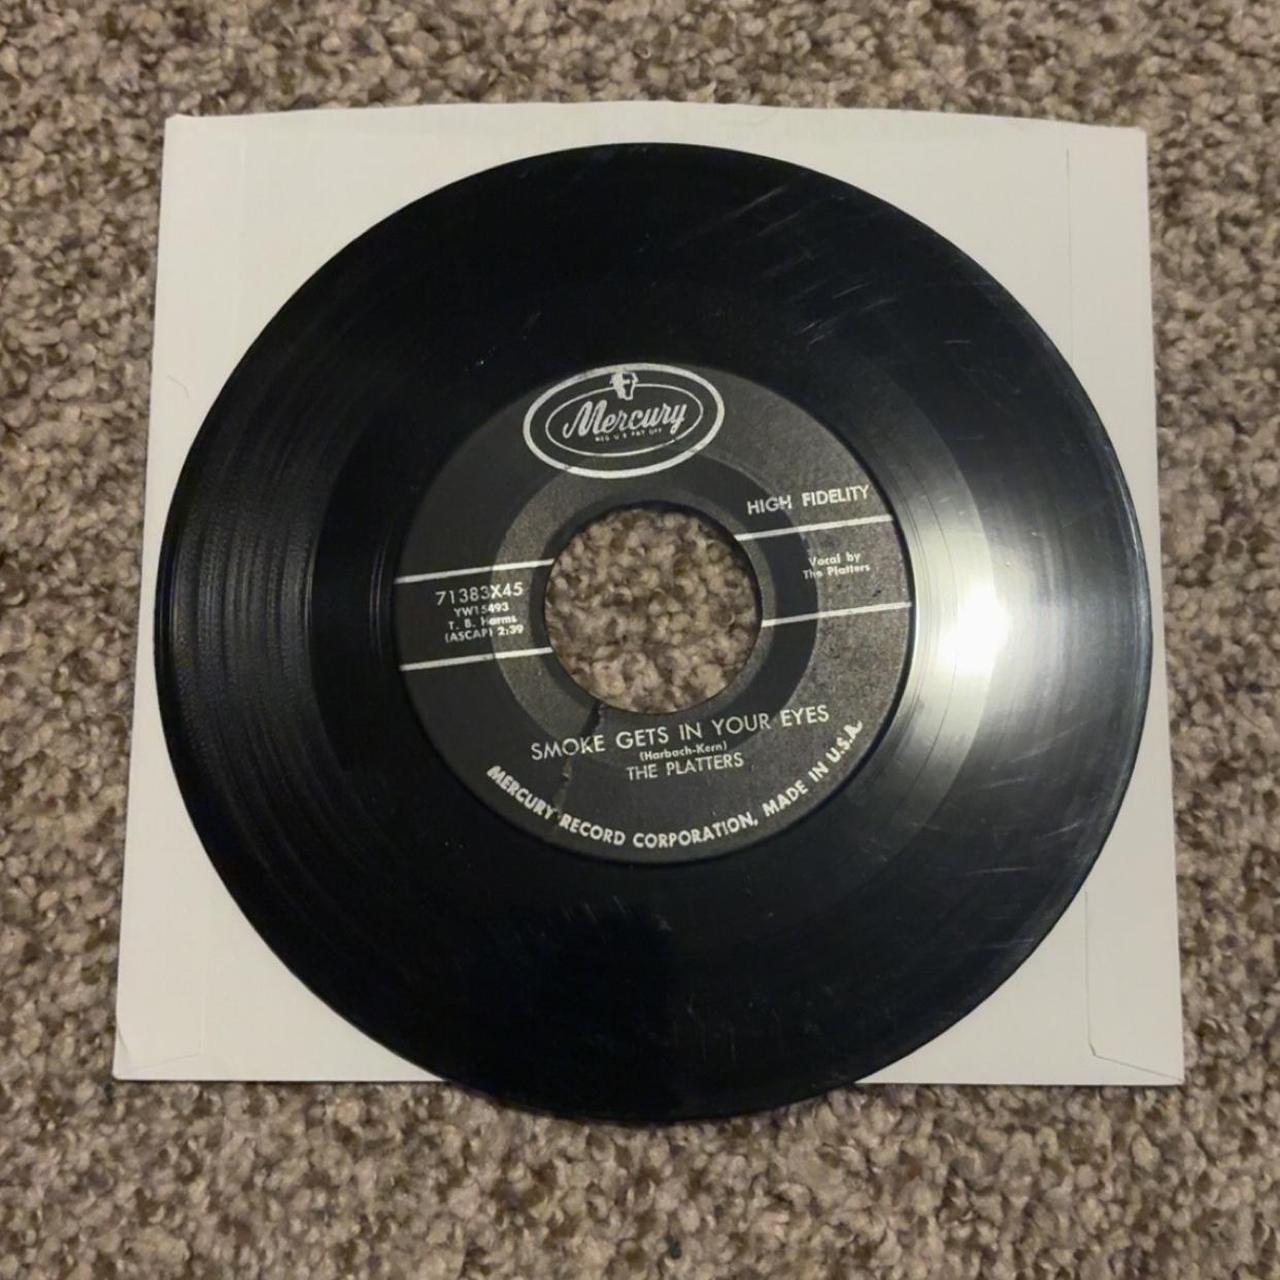 Mercury
REG U S PAT OFF
HIGH FIDELITY
Vocal by
The Platters
71383X45
YW15493
T. B. Harms
(ASCAP) 2:39
SMOKE GETS IN YOUR EYES
(Harbach-Kern)
THE PLATTERS
MERCURY RECORD CORPORATION, MADE IN U.S.A.